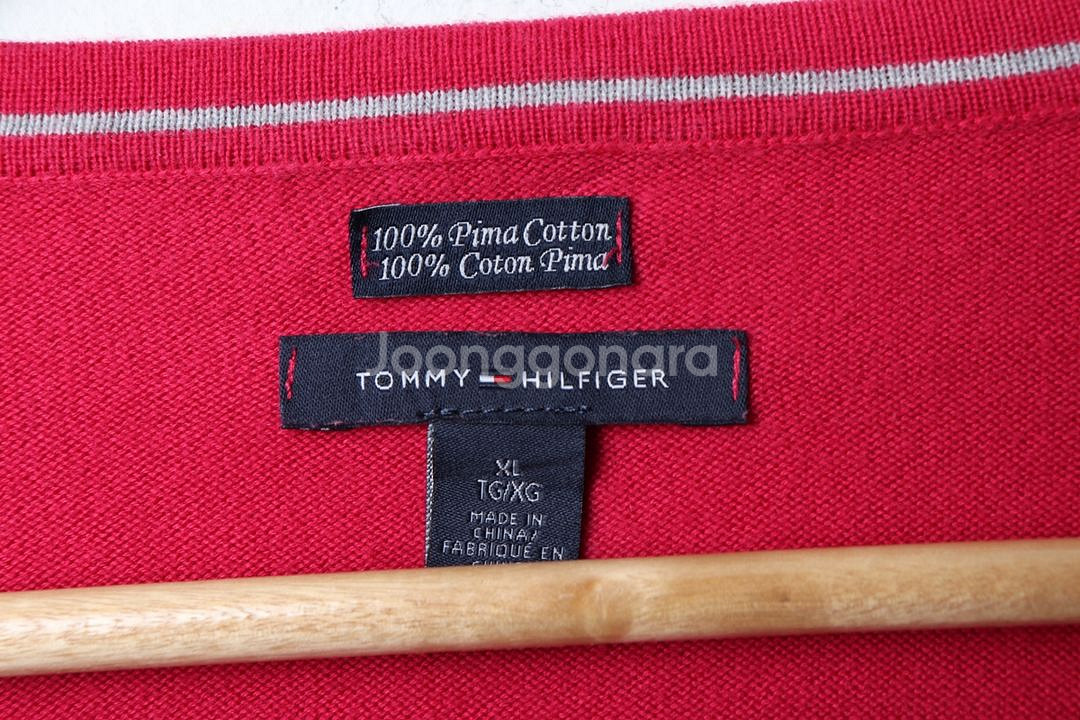 100% Pima Cotton
100% Coton Pima
Joonggonara
TOMMY HILFIGER
XL
TG/XG
MADE IN
CHINA/
FABRIQUÉ EN